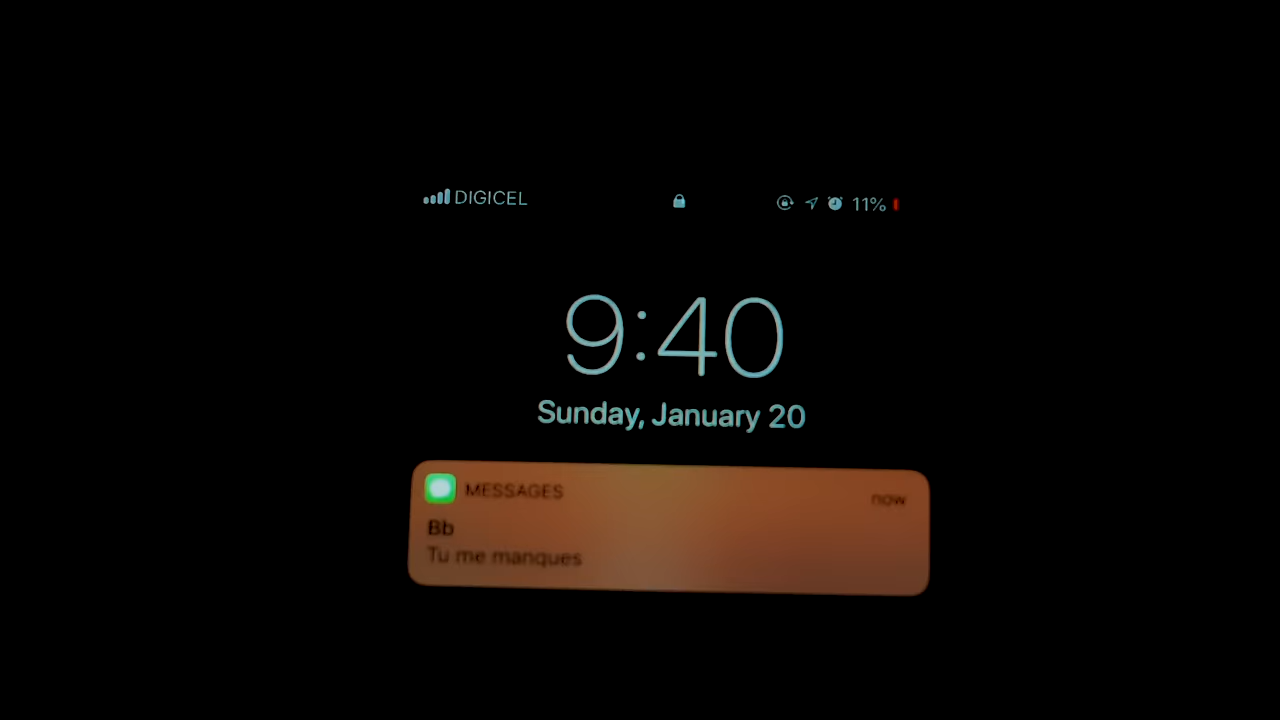 DIGICEL 11%
9:40
Sunday, January 20
MESSAGES now
Bb
Tu me manques